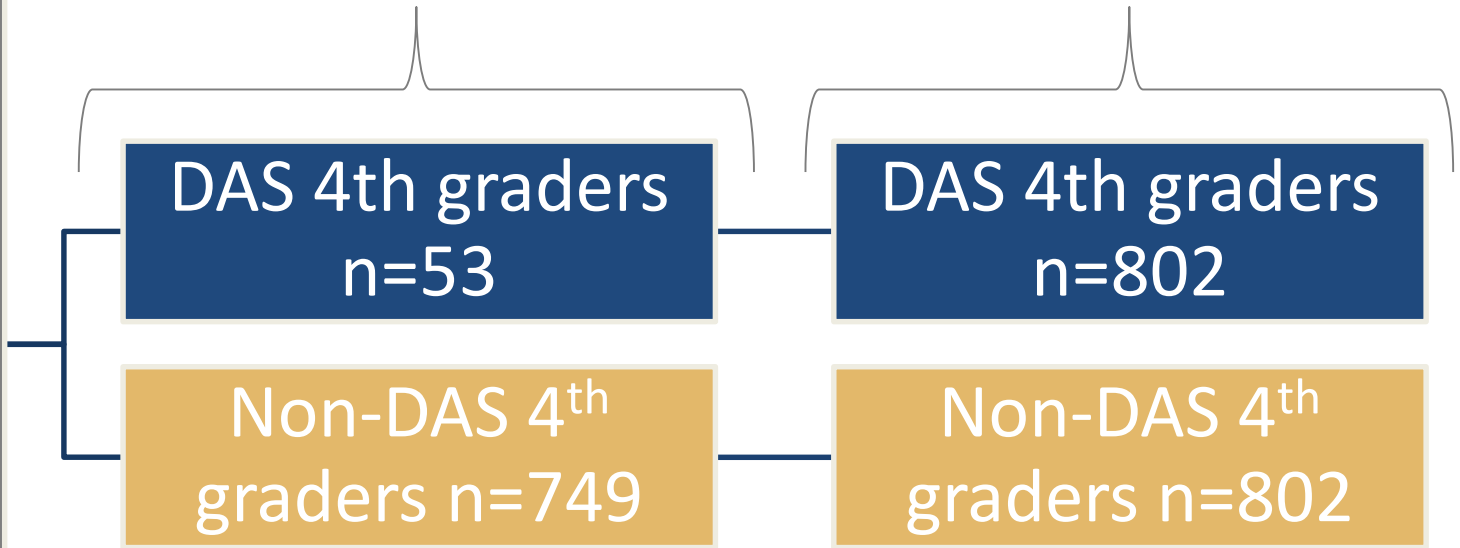 DAS 4th graders
n=53
DAS 4th graders
n=802
Non-DAS 4th
graders n=749
Non-DAS 4th
graders n=802